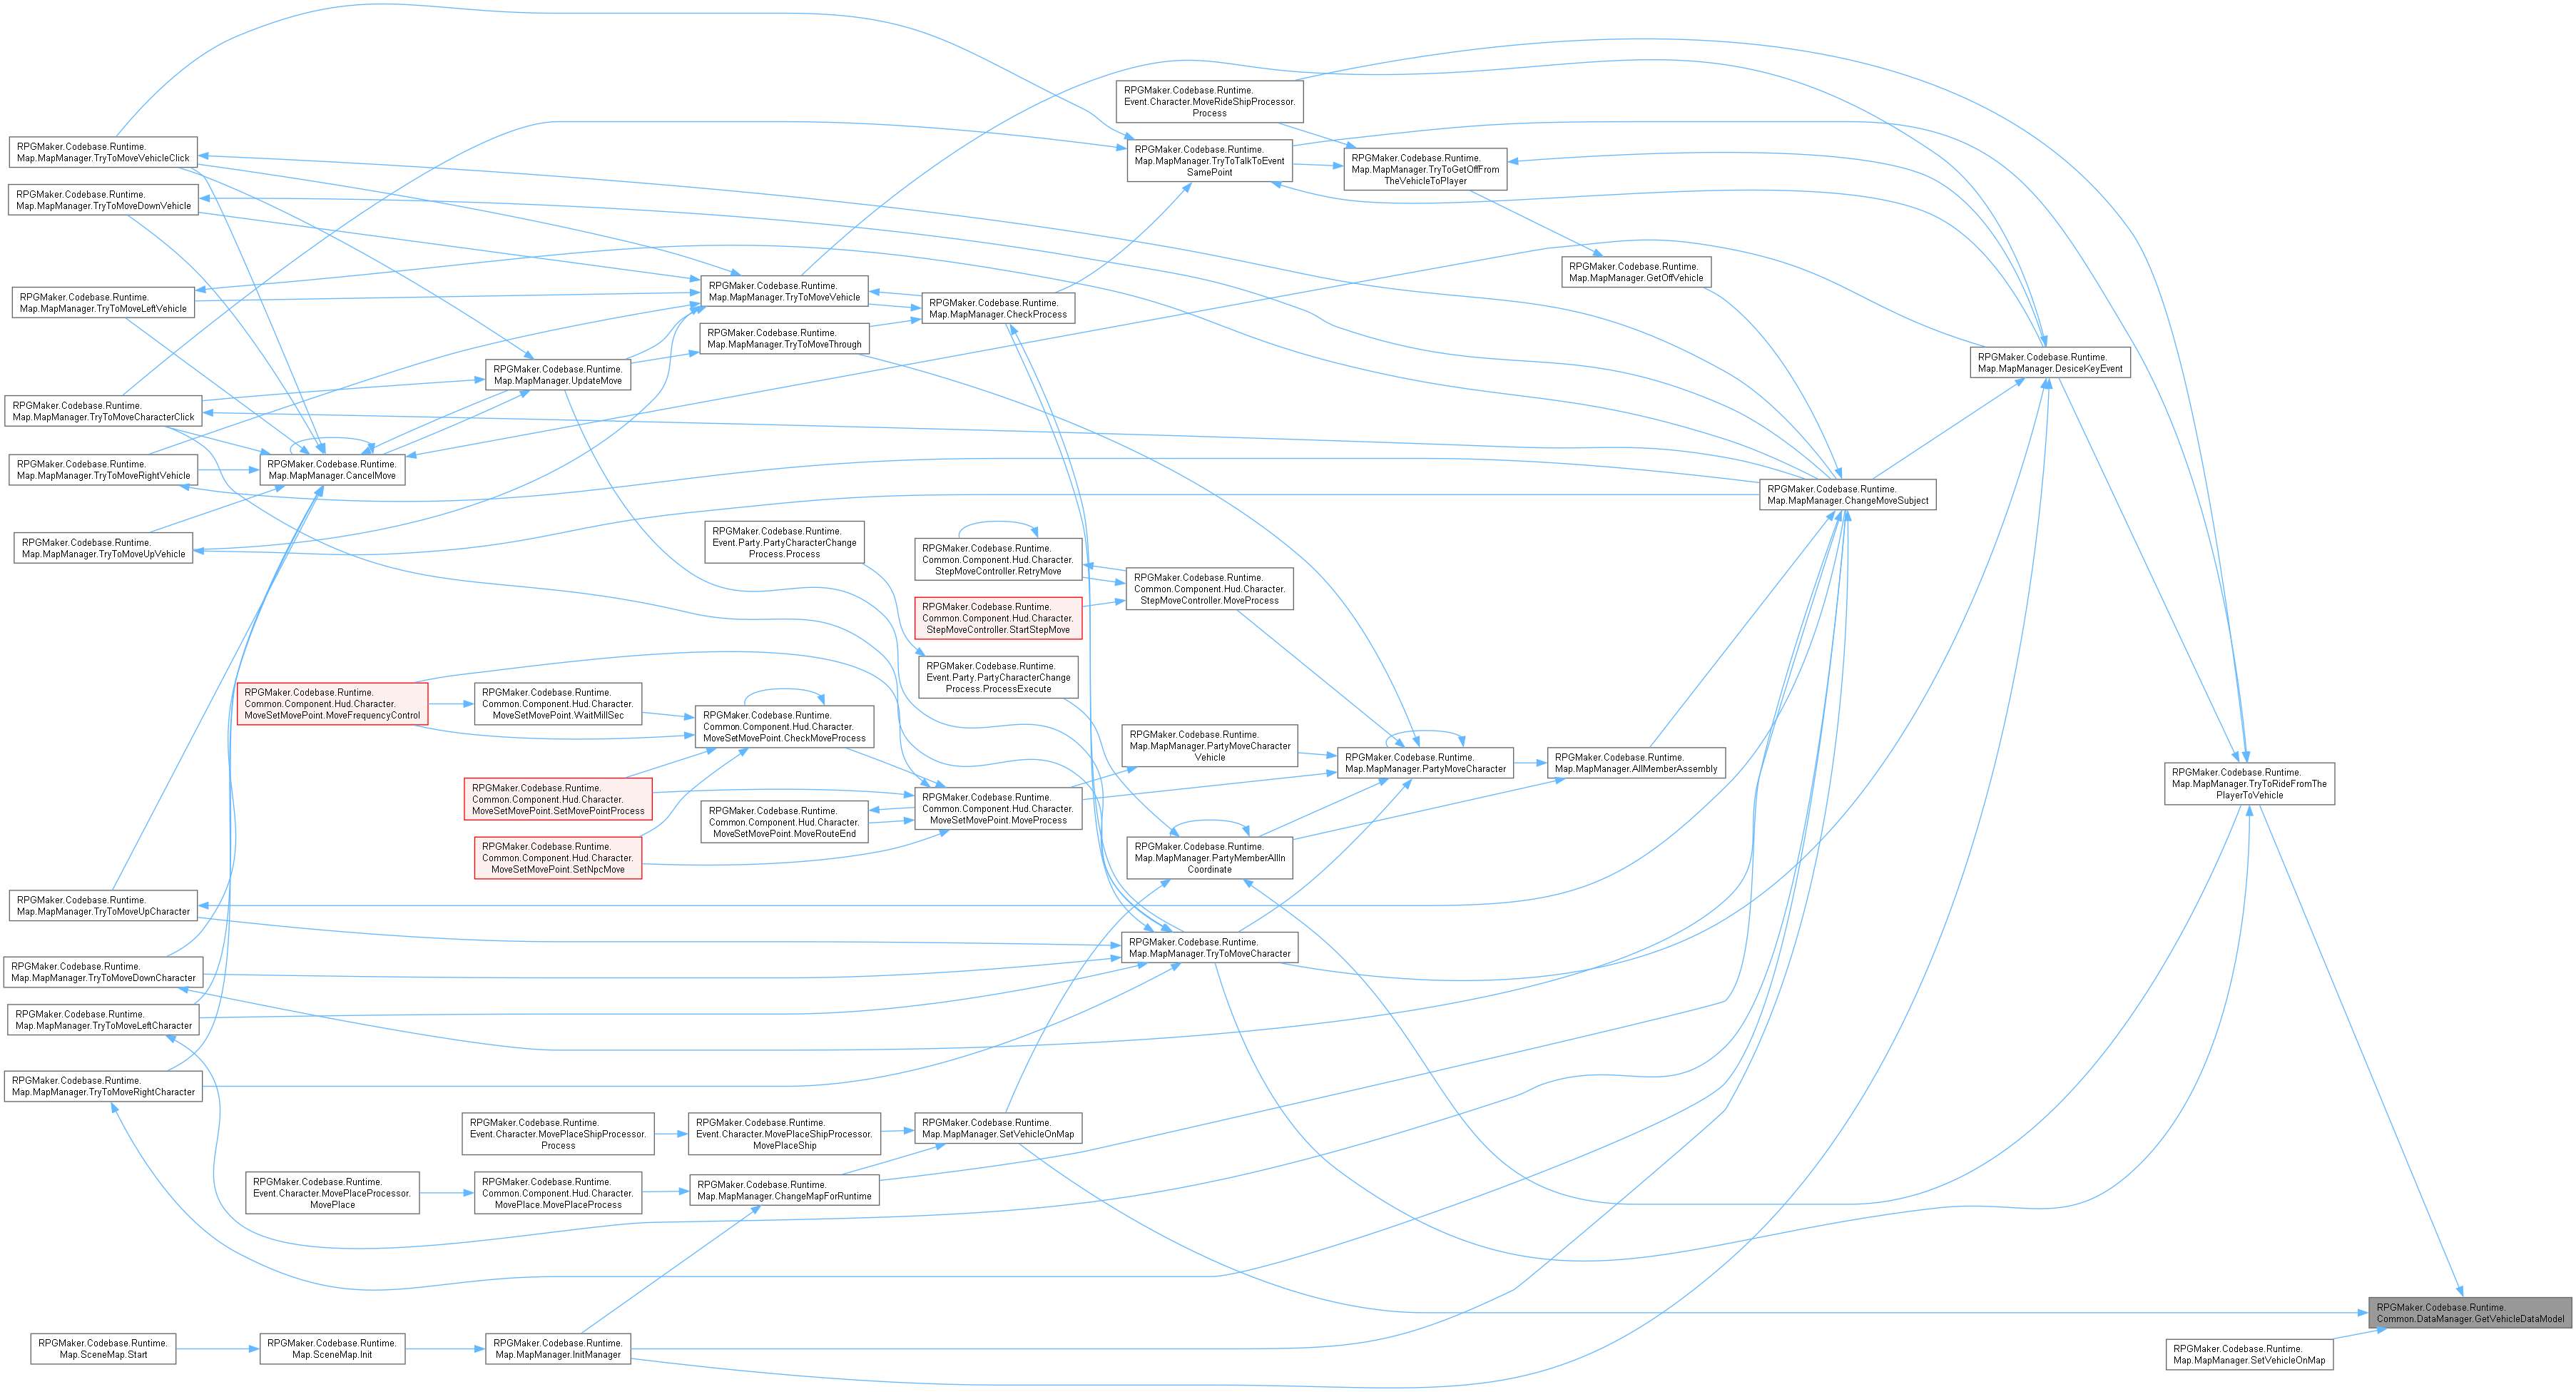 RPGMaker.Codebase.Runtime.
Event.Character.MoveRideShipProcessor.
Process
RPGMaker.Codebase.Runtime.
Map.MapManager.TryToMoveVehicleClick
RPGMaker.Codebase.Runtime.
Map.MapManager.TryToTalkToEvent
SamePoint
RPGMaker.Codebase.Runtime.
Map.MapManager.TryToGetOffFrom
TheVehicleToPlayer
RPGMaker.Codebase.Runtime.
Map.MapManager.TryToMoveDownVehicle
RPGMaker.Codebase.Runtime.
Map.MapManager.GetOffVehicle
RPGMaker.Codebase.Runtime.
Map.MapManager.TryToMoveVehicle
RPGMaker.Codebase.Runtime.
Map.MapManager.TryToMoveLeftVehicle
RPGMaker.Codebase.Runtime.
Map.MapManager.CheckProcess
RPGMaker.Codebase.Runtime.
Map.MapManager.TryToMoveThrough
RPGMaker.Codebase.Runtime.
Map.MapManager.DesiceKeyEvent
RPGMaker.Codebase.Runtime.
Map.MapManager.UpdateMove
RPGMaker.Codebase.Runtime.
Map.MapManager.TryToMoveCharacterClick
RPGMaker.Codebase.Runtime.
Map.MapManager.TryToMoveRightVehicle
RPGMaker.Codebase.Runtime.
Map.MapManager.CancelMove
RPGMaker.Codebase.Runtime.
Map.MapManager.ChangeMoveSubject
RPGMaker.Codebase.Runtime.
Map.MapManager.TryToMoveUpVehicle
RPGMaker.Codebase.Runtime.
Event.Party.PartyCharacterChange
Process.Process
RPGMaker.Codebase.Runtime.
Common.Component.Hud.Character.
StepMoveController.RetryMove
RPGMaker.Codebase.Runtime.
Common.Component.Hud.Character.
StepMoveController.MoveProcess
RPGMaker.Codebase.Runtime.
Common.Component.Hud.Character.
StepMoveController.StartStepMove
RPGMaker.Codebase.Runtime.
Event.Party.PartyCharacterChange
Process.ProcessExecute
RPGMaker.Codebase.Runtime.
Common.Component.Hud.Character.
MoveSetMovePoint.MoveFrequencyControl
RPGMaker.Codebase.Runtime.
Common.Component.Hud.Character.
MoveSetMovePoint.WaitMillSec
RPGMaker.Codebase.Runtime.
Common.Component.Hud.Character.
MoveSetMovePoint.CheckMoveProcess
RPGMaker.Codebase.Runtime.
Map.MapManager.PartyMoveCharacter
Vehicle
RPGMaker.Codebase.Runtime.
Map.MapManager.PartyMoveCharacter
RPGMaker.Codebase.Runtime.
Map.MapManager.AllMemberAssembly
RPGMaker.Codebase.Runtime.
Map.MapManager.TryToRideFromThe
PlayerToVehicle
RPGMaker.Codebase.Runtime.
Common.Component.Hud.Character.
MoveSetMovePoint.SetMovePointProcess
RPGMaker.Codebase.Runtime.
Common.Component.Hud.Character.
MoveSetMovePoint.MoveRouteEnd
RPGMaker.Codebase.Runtime.
Common.Component.Hud.Character.
MoveSetMovePoint.MoveProcess
RPGMaker.Codebase.Runtime.
Common.Component.Hud.Character.
MoveSetMovePoint.SetNpcMove
RPGMaker.Codebase.Runtime.
Map.MapManager.PartyMemberAllIn
Coordinate
RPGMaker.Codebase.Runtime.
Map.MapManager.TryToMoveUpCharacter
RPGMaker.Codebase.Runtime.
Map.MapManager.TryToMoveCharacter
RPGMaker.Codebase.Runtime.
Map.MapManager.TryToMoveDownCharacter
RPGMaker.Codebase.Runtime.
Map.MapManager.TryToMoveLeftCharacter
RPGMaker.Codebase.Runtime.
Map.MapManager.TryToMoveRightCharacter
RPGMaker.Codebase.Runtime.
Event.Character.MovePlaceShipProcessor.
Process
RPGMaker.Codebase.Runtime.
Event.Character.MovePlaceShipProcessor.
MovePlaceShip
RPGMaker.Codebase.Runtime.
Map.MapManager.SetVehicleOnMap
RPGMaker.Codebase.Runtime.
Event.Character.MovePlaceProcessor.
MovePlace
RPGMaker.Codebase.Runtime.
Common.Component.Hud.Character.
MovePlace.MovePlaceProcess
RPGMaker.Codebase.Runtime.
Map.MapManager.ChangeMapForRuntime
RPGMaker.Codebase.Runtime.
Common.DataManager.GetVehicleDataModel
RPGMaker.Codebase.Runtime.
Map.SceneMap.Start
RPGMaker.Codebase.Runtime.
Map.SceneMap.Init
RPGMaker.Codebase.Runtime.
Map.MapManager.InitManager
RPGMaker.Codebase.Runtime.
Map.MapManager.SetVehicleOnMap